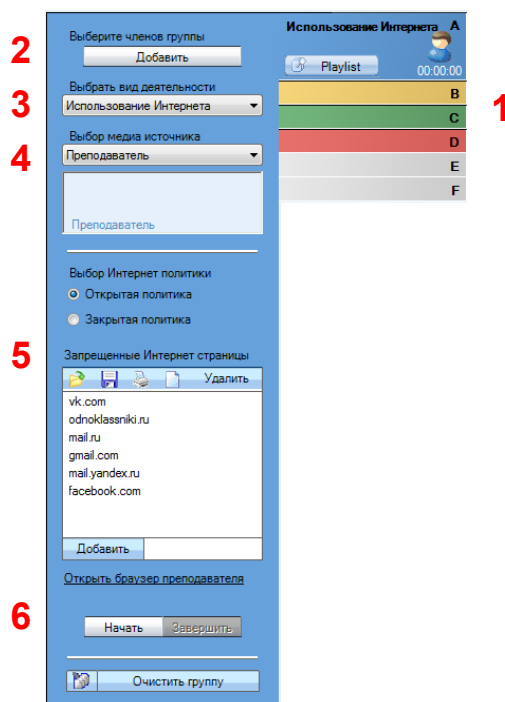 Выберите членов группы
2
Добавить
3
Выбрать вид деятельности
Использование Интернета
Выбор медиа источника
4
Преподаватель
Преподаватель
Выбор Интернет политики
Открытая политика
Закрытая политика
5
Запрещенные Интернет страницы
Удалить
vk.com
odnoklassniki.ru
mail.ru
gmail.com
mail.yandex.ru
facebook.com
Добавить
Открыть браузер преподавателя
6
Начать Завершить
Очистить группу
Использование Интернета A
Playlist 00:00:00
B
1
C
D
E
F